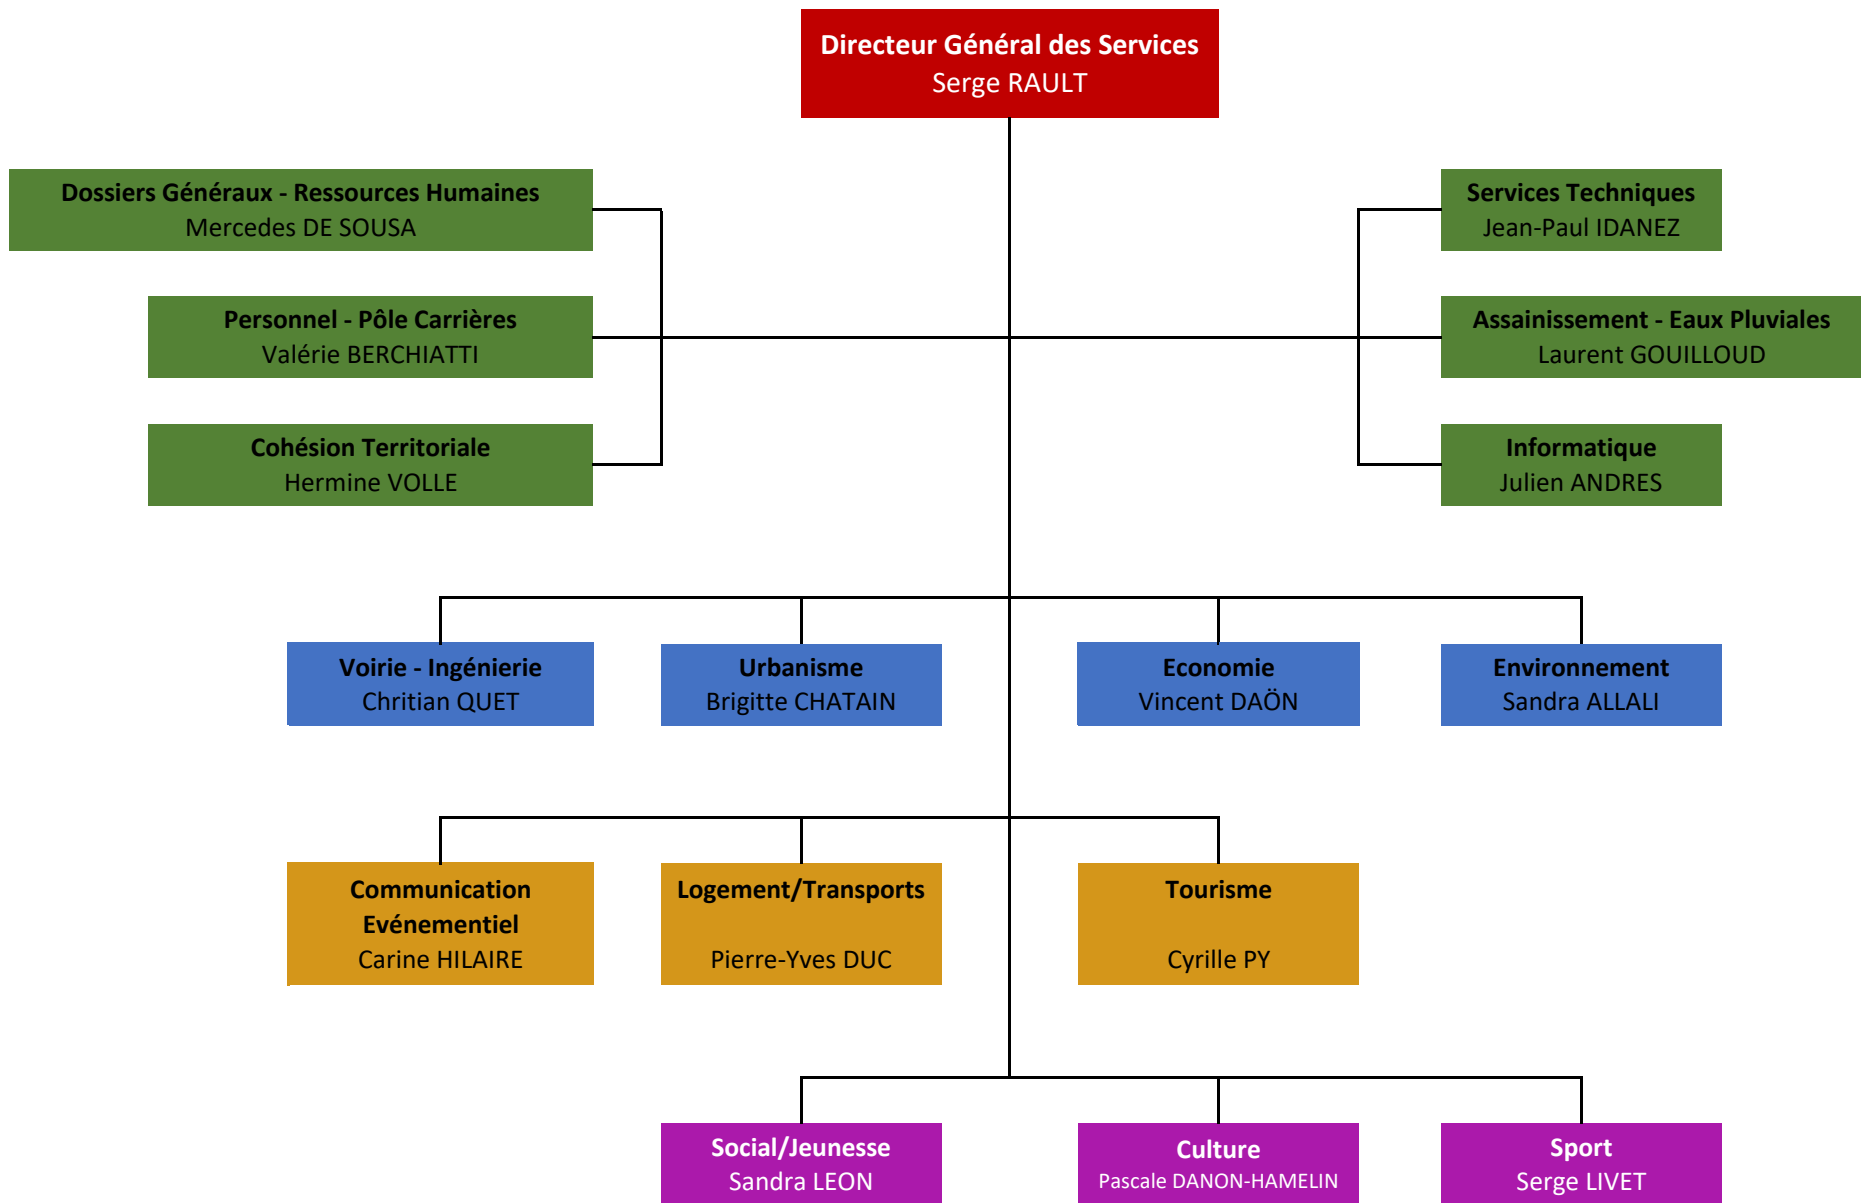 Directeur Général des Services
Serge RAULT
Dossiers Généraux - Ressources Humaines
Mercedes DE SOUSA
Services Techniques
Jean-Paul IDANEZ
Personnel - Pôle Carrières
Valérie BERCHIATTI
Assainissement - Eaux Pluviales
Laurent GOUILLOUD
Cohésion Territoriale
Hermine VOLLE
Informatique
Julien ANDRES
Voirie - Ingénierie
Chritian QUET
Urbanisme
Brigitte CHATAIN
Economie
Vincent DAÖN
Environnement
Sandra ALLALI
Communication
Evénementiel
Carine HILAIRE
Logement/Transports
Pierre-Yves DUC
Tourisme
Cyrille PY
Social/Jeunesse
Sandra LEON
Culture
Pascale DANON-HAMELIN
Sport
Serge LIVET